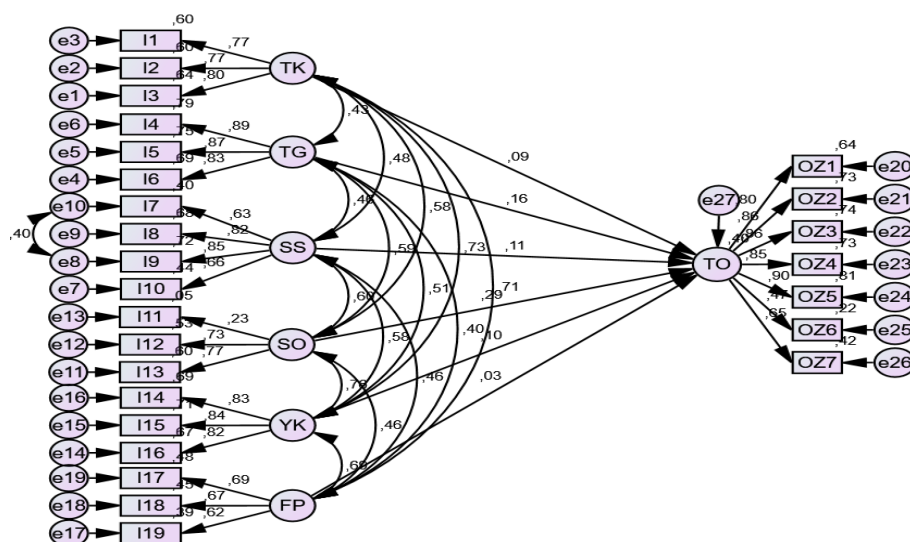 ,60
e3 I1 ,77
,60
e2 I2 ,77 TK
,64
e1 I3 ,80
,79
e6 I4 ,89 ,43
,75
e5 I5 ,87 TG ,48 ,09
,69
e4 I6 ,83
,40
e10 I7 ,63 ,46 ,58 ,16
,68
,40 e9 I8 ,82 SS ,59 ,73 ,11
,72
e8 I9 ,85
,44
e7 I10 ,66 ,60 ,51 ,29 ,71
,05
e13 I11 ,23 ,58 ,40 ,10
,53
e12 I12 ,73 SO
,60
e11 I13 ,77 ,46 ,03
,69
e16 I14 ,83
,71
e15 I15 ,84 YK ,46
,67
e14 I16 ,82
,48
e19 I17 ,69
,45
e18 I18 ,67 FP
,39
e17 I19 ,62
e27 TO
,64
OZ1 e20
,73
,86 OZ2 e21
,74
,86 OZ3 e22
,73
,85 OZ4 e23
,81
,90 OZ5 e24
,22
,47 OZ6 e25
,42
,65 OZ7 e26